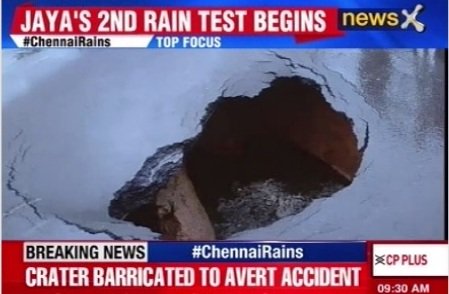 JAYA'S 2ND RAIN TEST BEGINS
newsX
#ChennaiRains TOP FOCUS
BREAKING NEWS #ChennaiRains
CP PLUS
CRATER BARRICATED TO AVERT ACCIDENT
09:30 AM